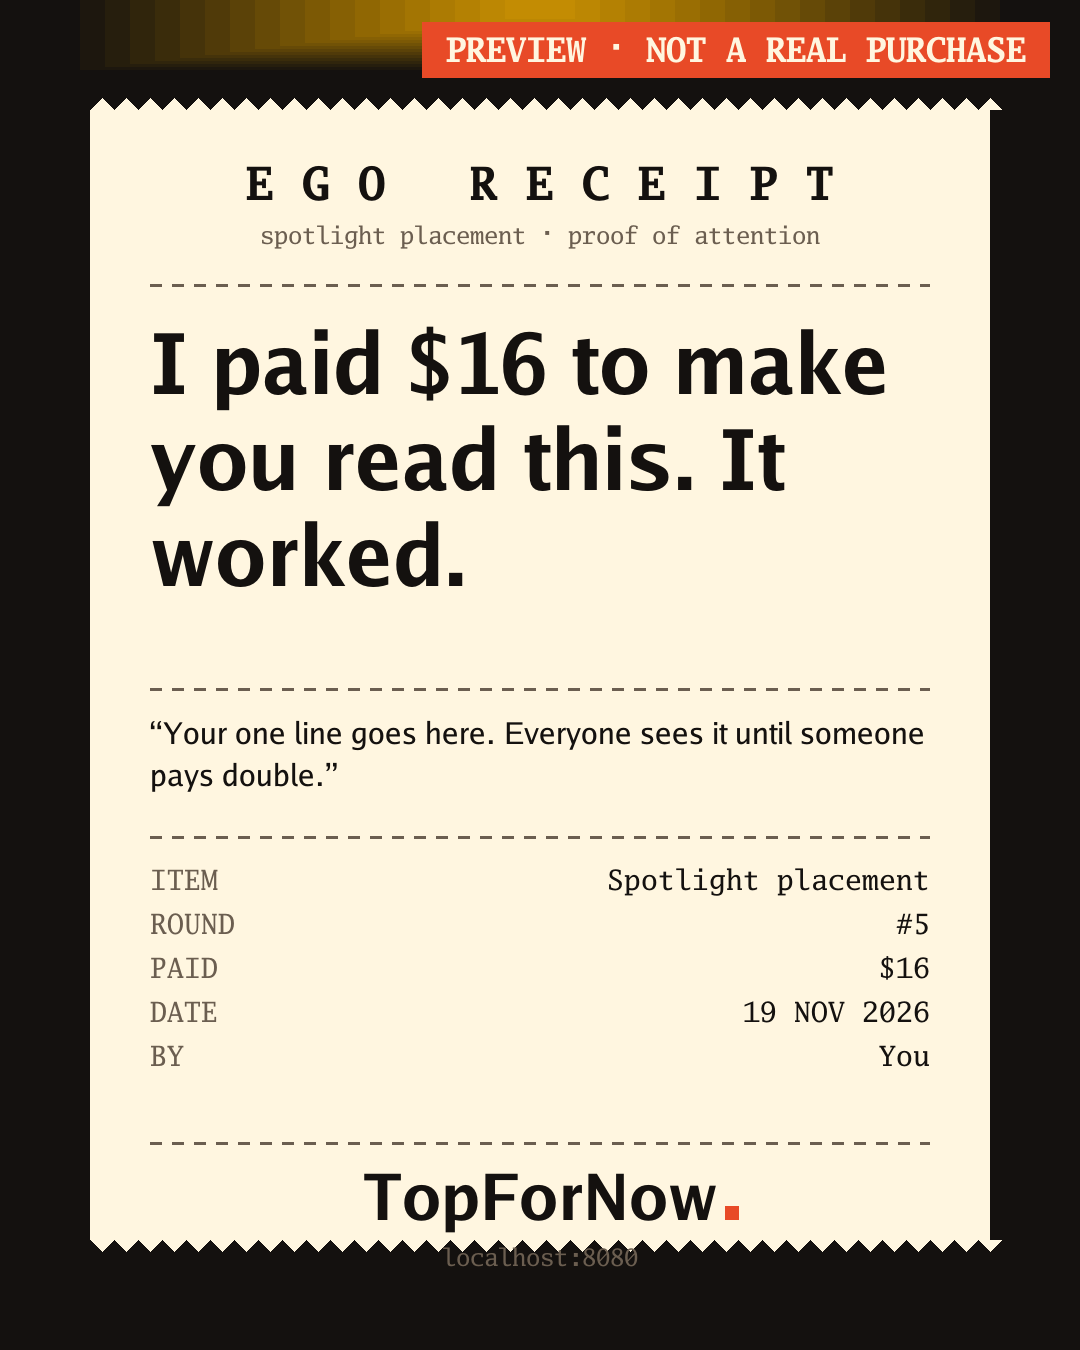 PREVIEW · NOT A REAL PURCHASE
EGO RECEIPT
spotlight placement · proof of attention
I paid $16 to make
you read this. It
worked.
“Your one line goes here. Everyone sees it until someone
pays double.”
ITEM Spotlight placement
ROUND #5
PAID $16
DATE 19 NOV 2026
BY You
TopForNow.
localhost:8080